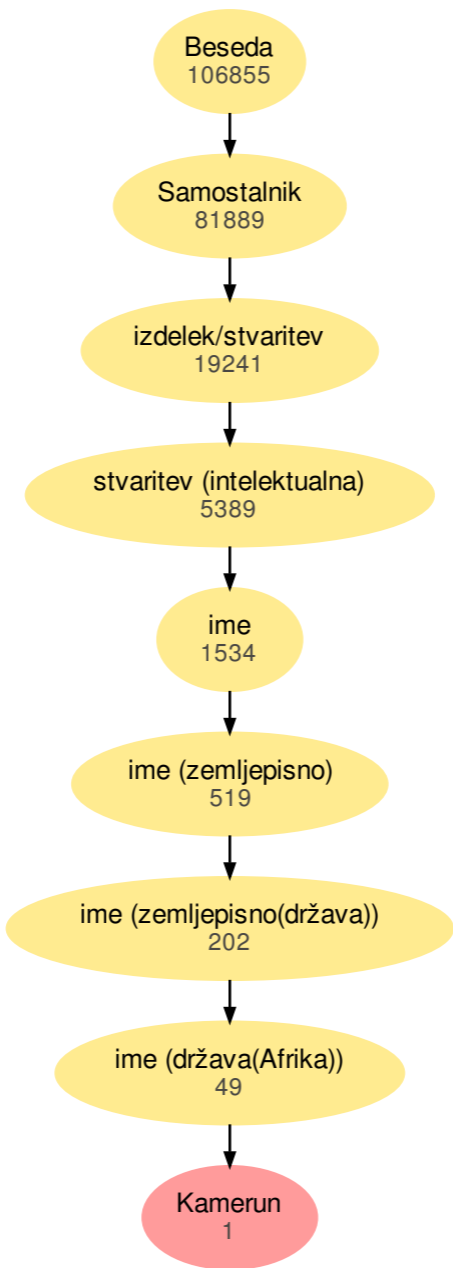 Beseda
106855
Samostalnik
81889
izdelek/stvaritev
19241
stvaritev (intelektualna)
5389
ime
1534
ime (zemljepisno)
519
ime (zemljepisno(država))
202
ime (država(Afrika))
49
Kamerun
1